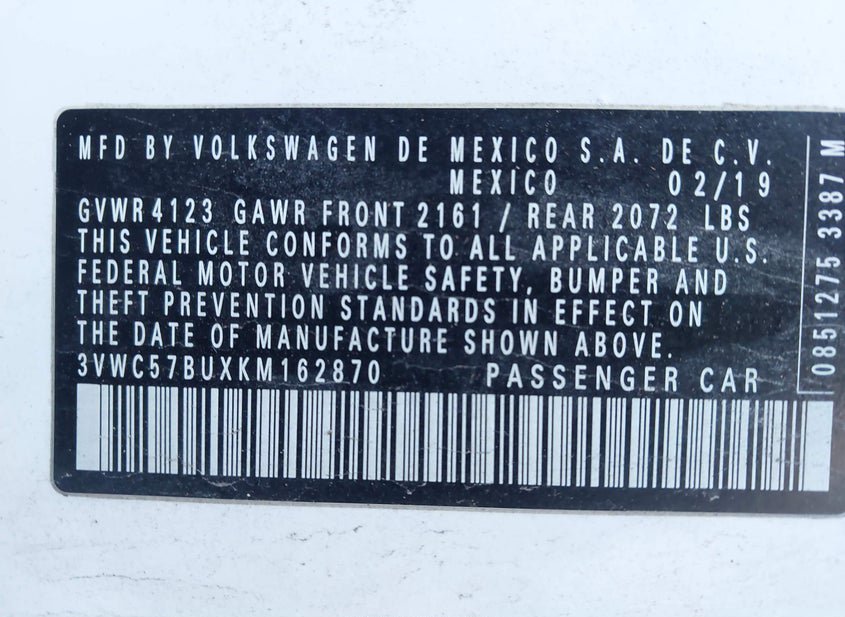 MFD BY VOLKSWAGEN DE MEXICO S.A. DE C.V.
MEXICO 02/19
GVWR 4123 GAWR FRONT 2161 / REAR 2072 LBS
THIS VEHICLE CONFORMS TO ALL APPLICABLE U.S.
FEDERAL MOTOR VEHICLE SAFETY, BUMPER AND
THEFT PREVENTION STANDARDS IN EFFECT ON
THE DATE OF MANUFACTURE SHOWN ABOVE.
3VWC57BUXKM162870 PASSENGER CAR
0851275 3387 M